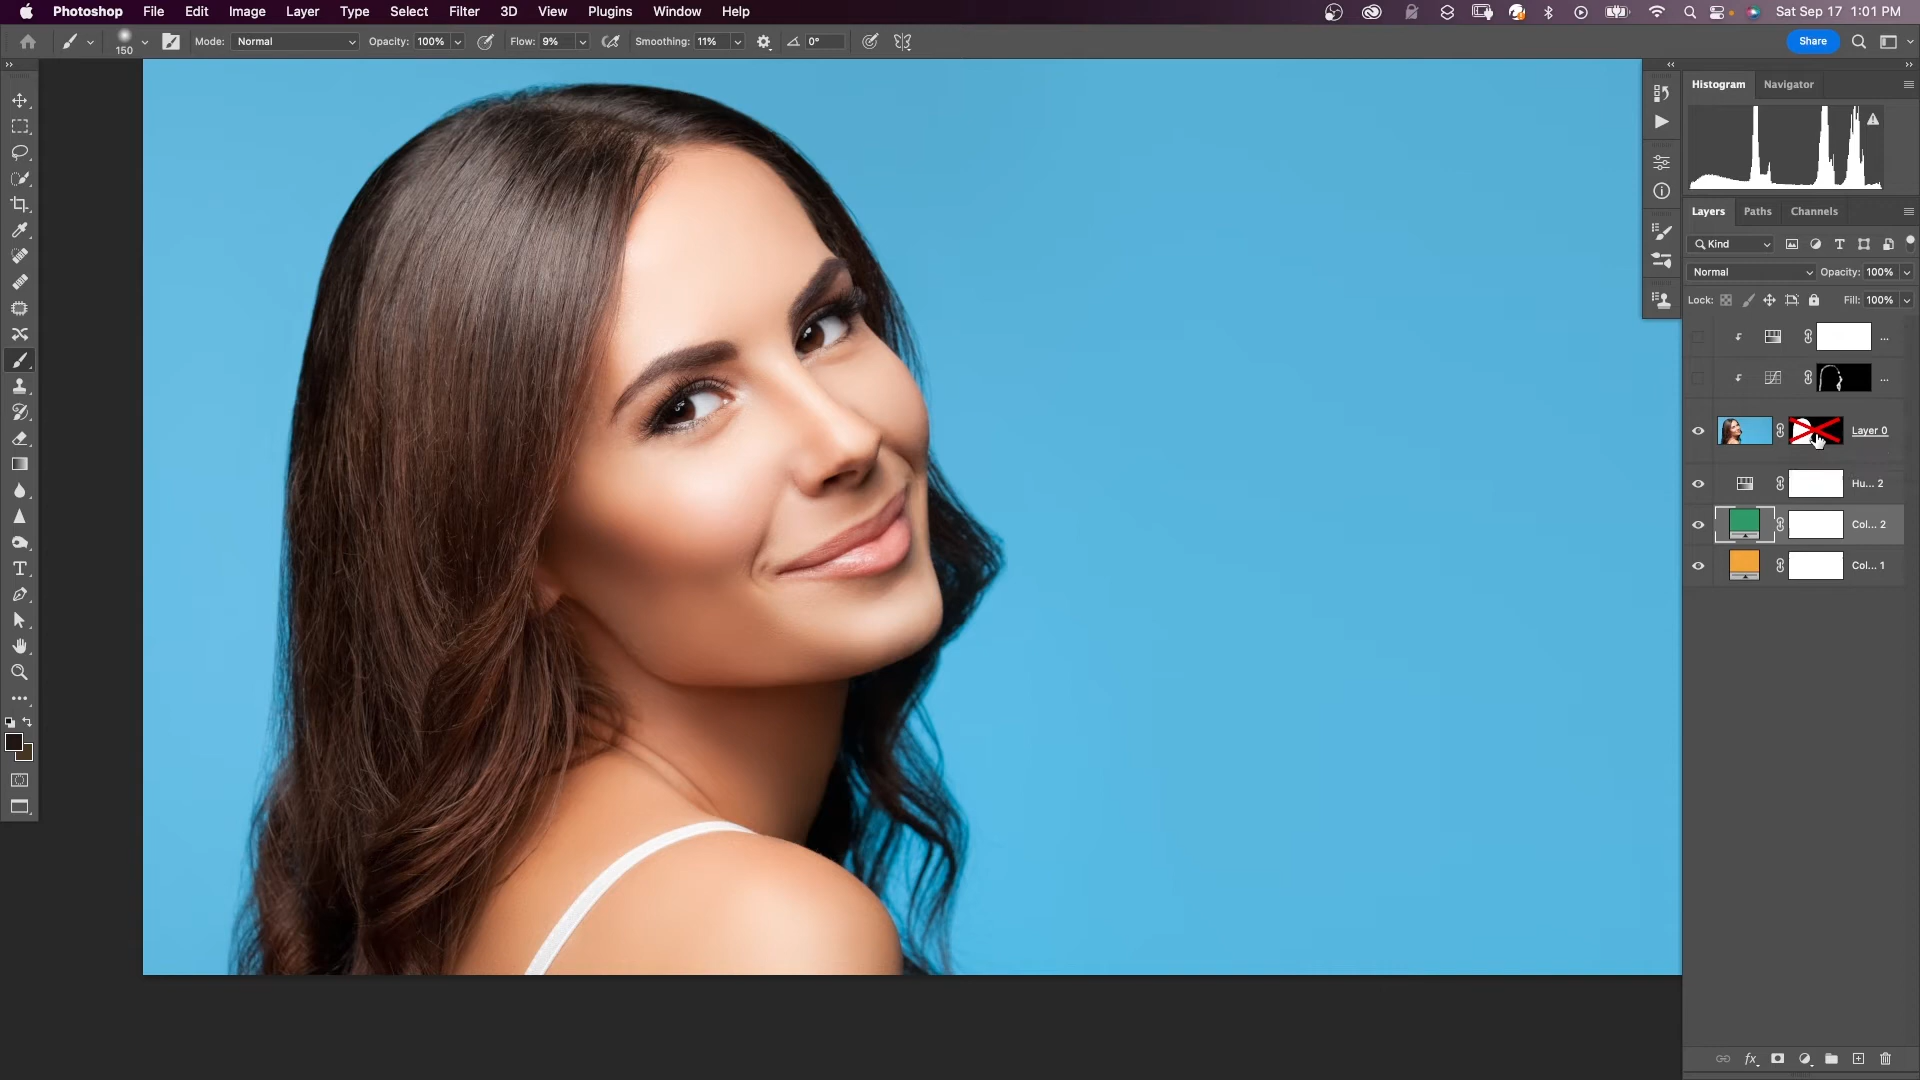 Photoshop File Edit Image Layer Type Select Filter 3D View Plugins Window Help Sat Sep 17 1:01 PM
150 Mode: Normal Opacity: 100% Flow: 9% Smoothing: 11% 0° Share
Histogram Navigator
Layers Paths Channels
Kind
Normal Opacity: 100%
Lock: Fill: 100%
...
...
Layer 0
Hu... 2
Col... 2
Col... 1